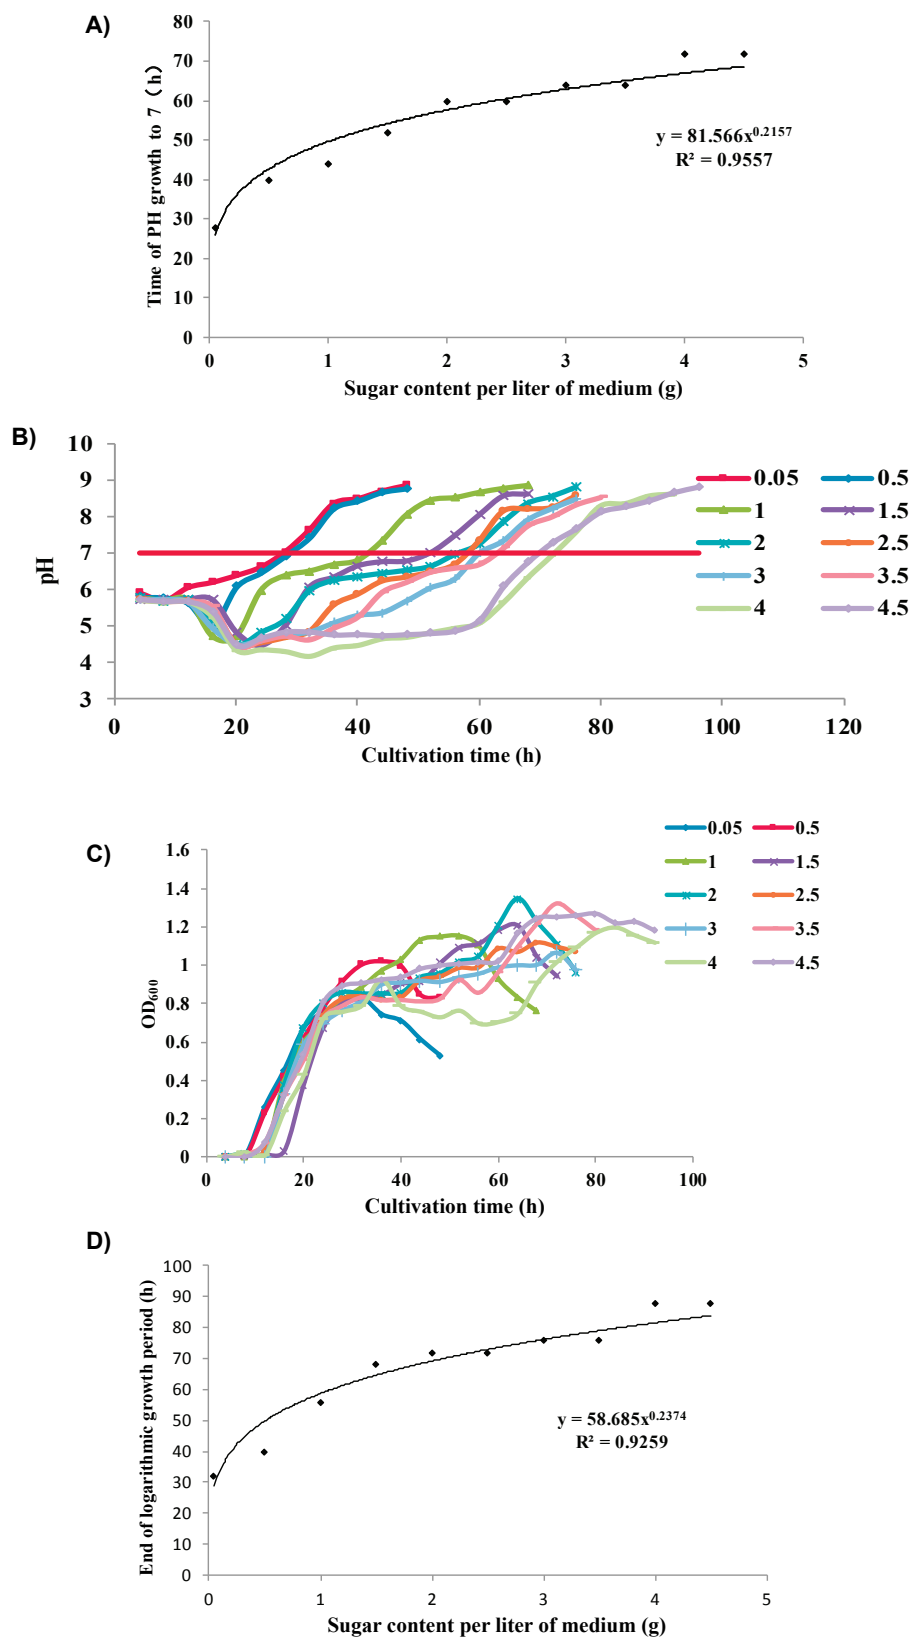 A)
80
70
60
50
40
30
20
10
0
0 1 2 3 4 5
Time of PH growth to 7 (h)
Sugar content per liter of medium (g)
y = 81.566x^0.2157
R² = 0.9557
B)
10
9
8
7
6
5
4
3
0 20 40 60 80 100 120
pH
Cultivation time (h)
0.05 0.5
1 1.5
2 2.5
3 3.5
4 4.5
C)
0.05 0.5
1 1.5
2 2.5
3 3.5
4 4.5
1.6
1.4
1.2
1
0.8
0.6
0.4
0.2
0
0 20 40 60 80 100
OD600
Cultivation time (h)
D)
100
90
80
70
60
50
40
30
20
10
0
0 1 2 3 4 5
End of logarithmic growth period (h)
Sugar content per liter of medium (g)
y = 58.685x^0.2374
R² = 0.9259